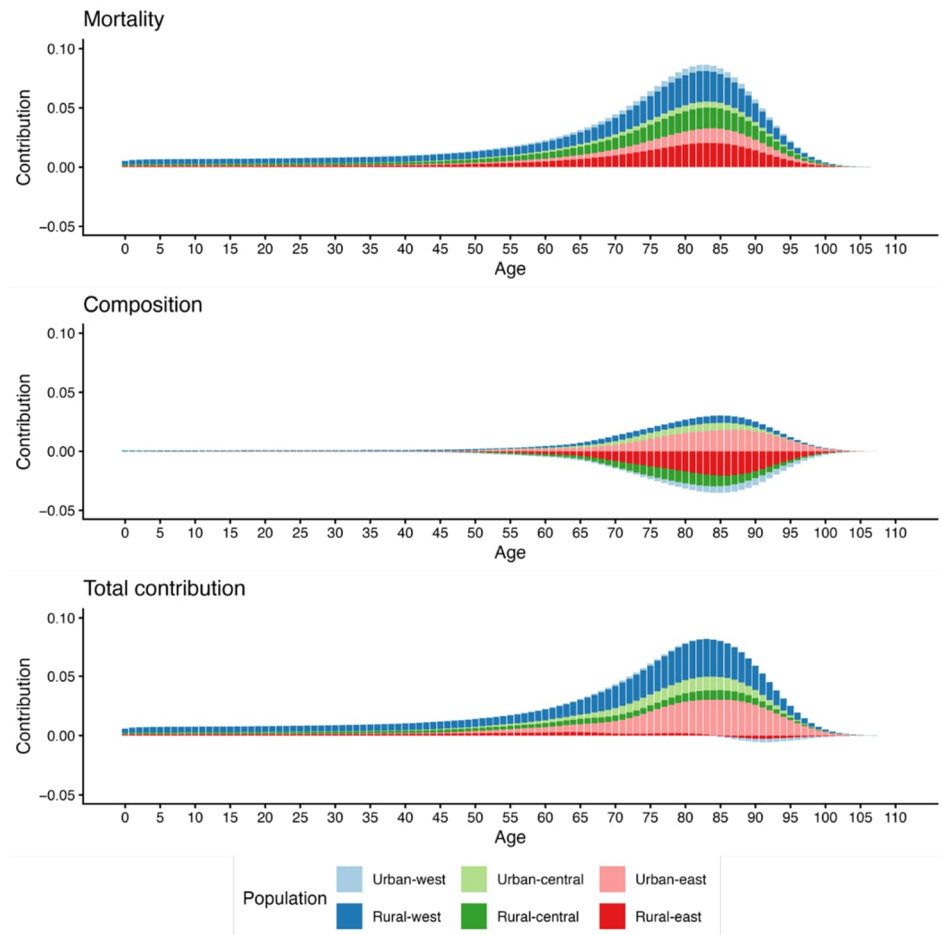 Mortality
0.10
0.05
0.00
−0.05
Contribution
0 5 10 15 20 25 30 35 40 45 50 55 60 65 70 75 80 85 90 95 100 105 110
Age
Composition
0.10
0.05
0.00
−0.05
Contribution
0 5 10 15 20 25 30 35 40 45 50 55 60 65 70 75 80 85 90 95 100 105 110
Age
Total contribution
0.10
0.05
0.00
−0.05
Contribution
0 5 10 15 20 25 30 35 40 45 50 55 60 65 70 75 80 85 90 95 100 105 110
Age
Population
Urban-west Urban-central Urban-east
Rural-west Rural-central Rural-east